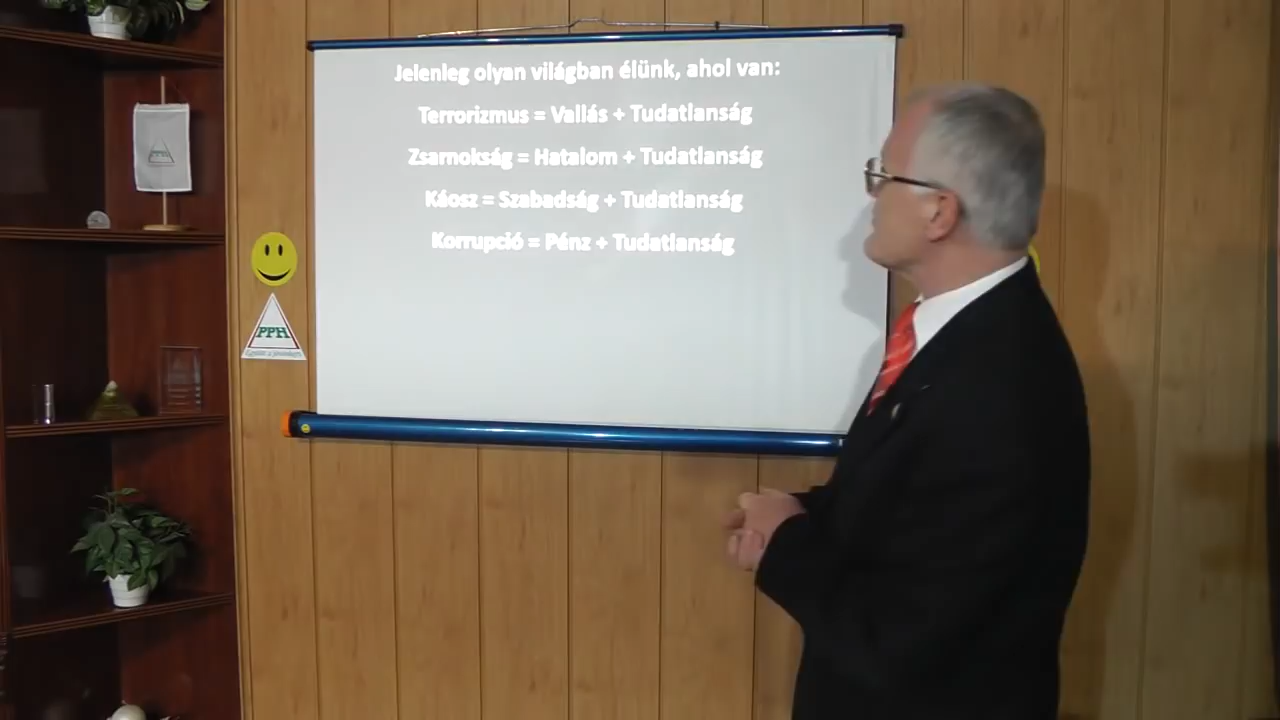 Jelenleg olyan világban élünk, ahol van:
Terrorizmus = Vallás + Tudatlanság
Zsarnokság = Hatalom + Tudatlanság
Káosz = Szabadság + Tudatlanság
Korrupció = Pénz + Tudatlanság
PPH